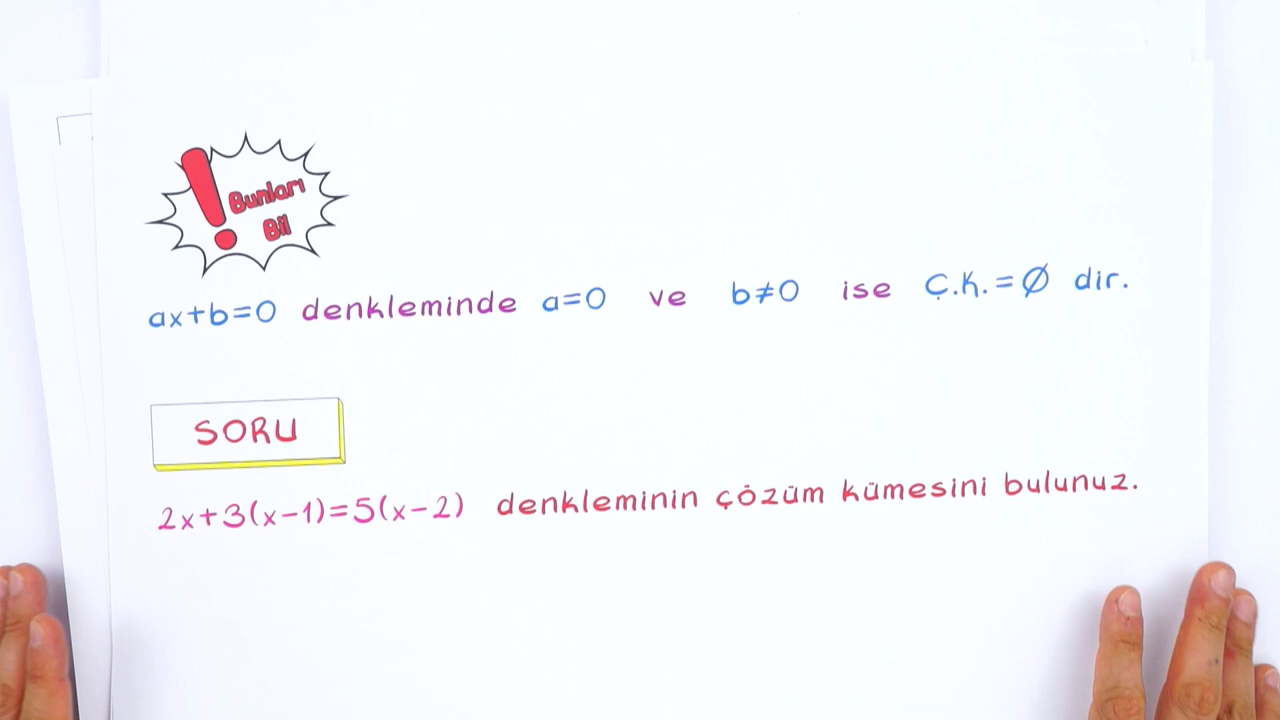 Bunları
Bil
ax+b=0 denkleminde a=0 ve b≠0 ise Ç.K.=Ø dir.
SORU
2x+3(x-1)=5(x-2) denkleminin çözüm kümesini bulunuz.